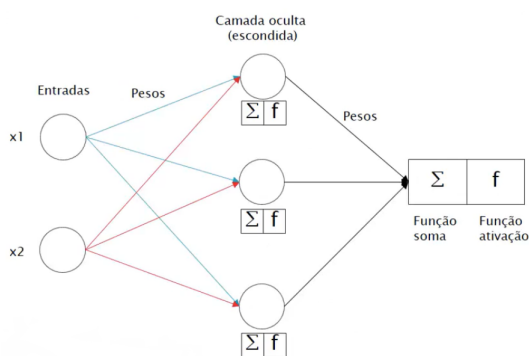 Camada oculta
(escondida)
Entradas
Pesos
x1
Σ f
Pesos
Σ f
Σ f
Função
soma
Função
ativação
x2
Σ f
Σ f